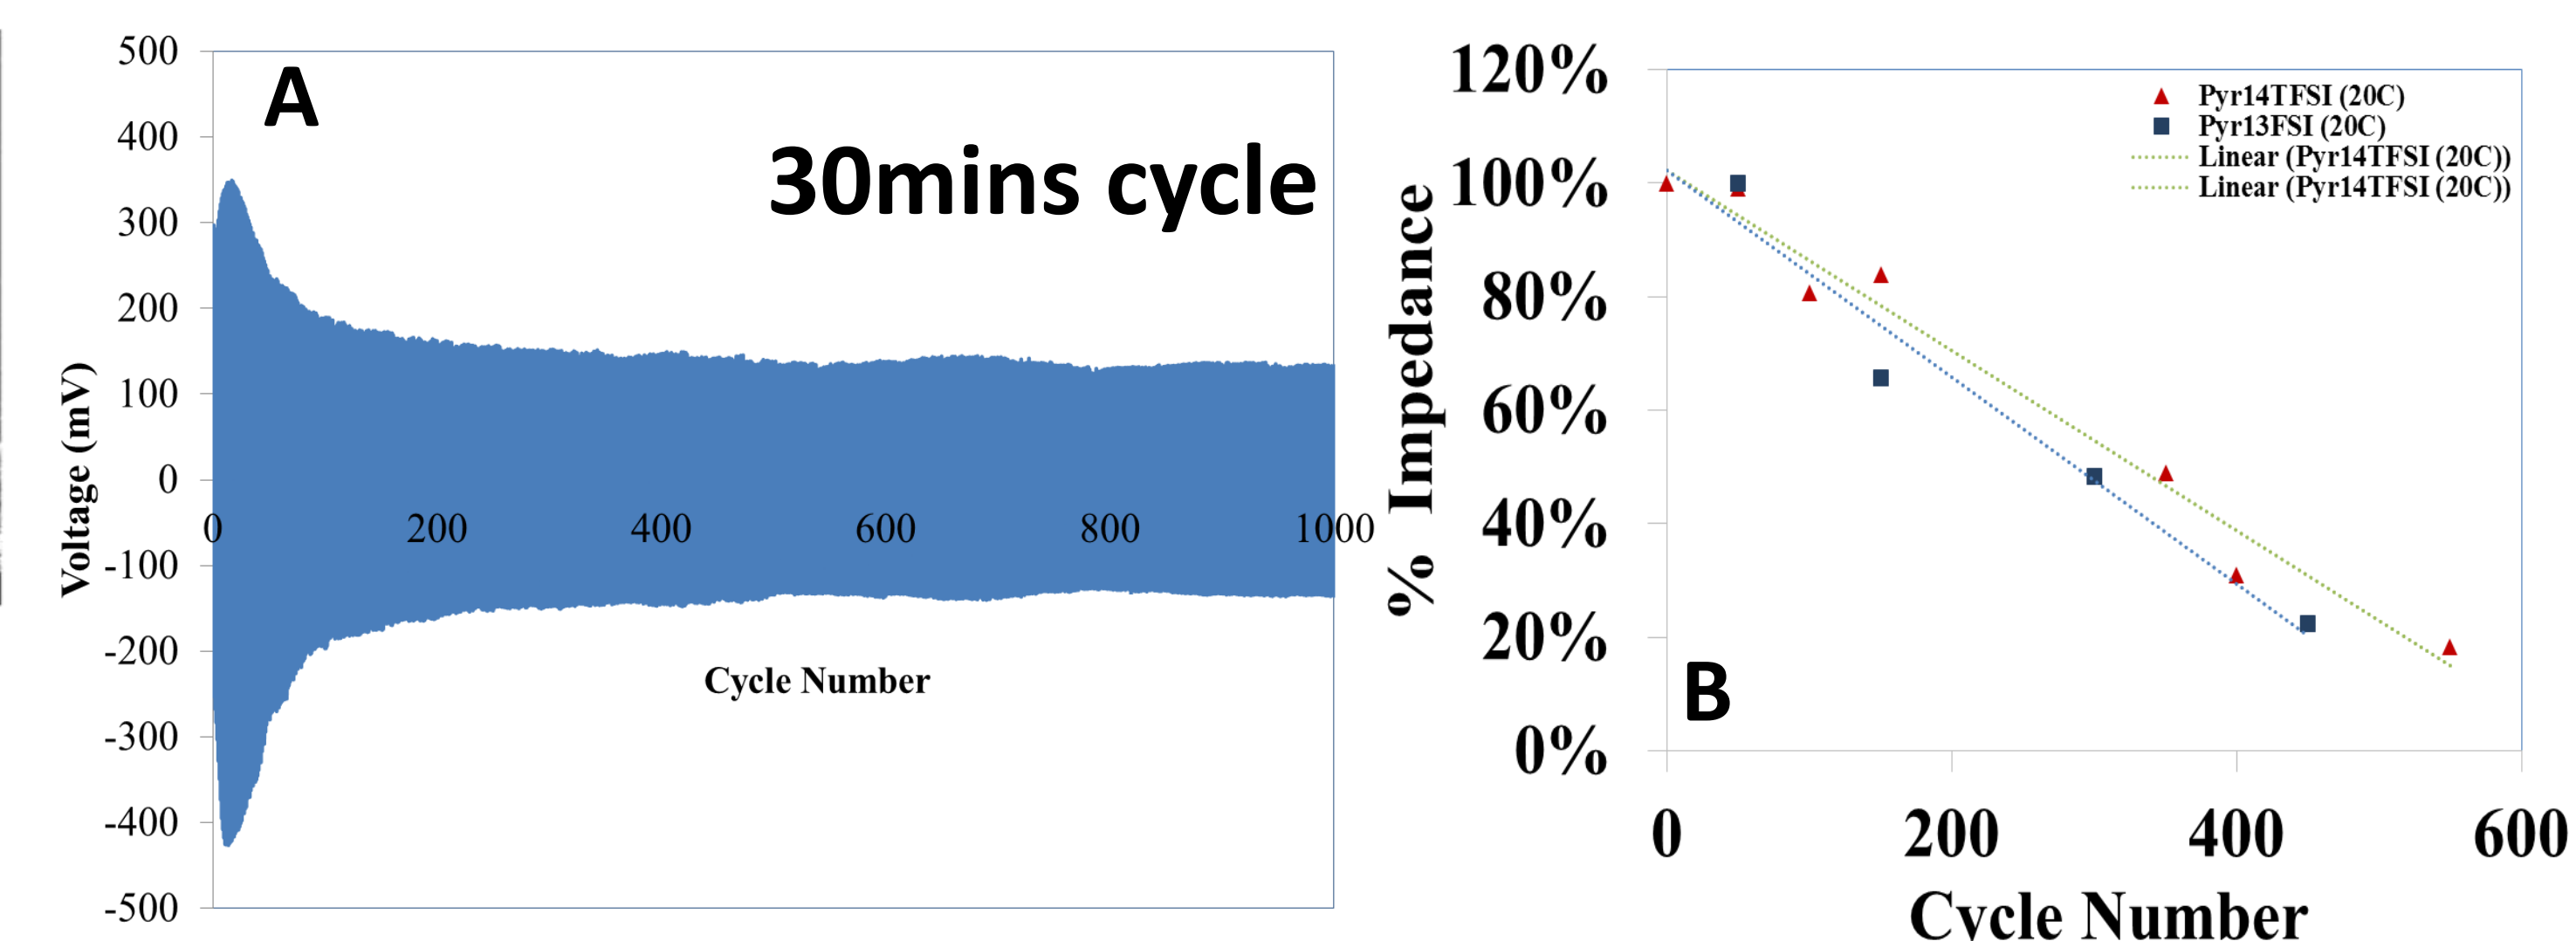 A
30mins cycle
500
400
300
200
100
0
-100
-200
-300
-400
-500
Voltage (mV)
0 200 400 600 800 1000
Cycle Number
120%
100%
80%
60%
40%
20%
0%
% Impedance
Pyr14TFSI (20C)
Pyr13FSI (20C)
Linear (Pyr14TFSI (20C))
Linear (Pyr14TFSI (20C))
B
0 200 400 600
Cycle Number